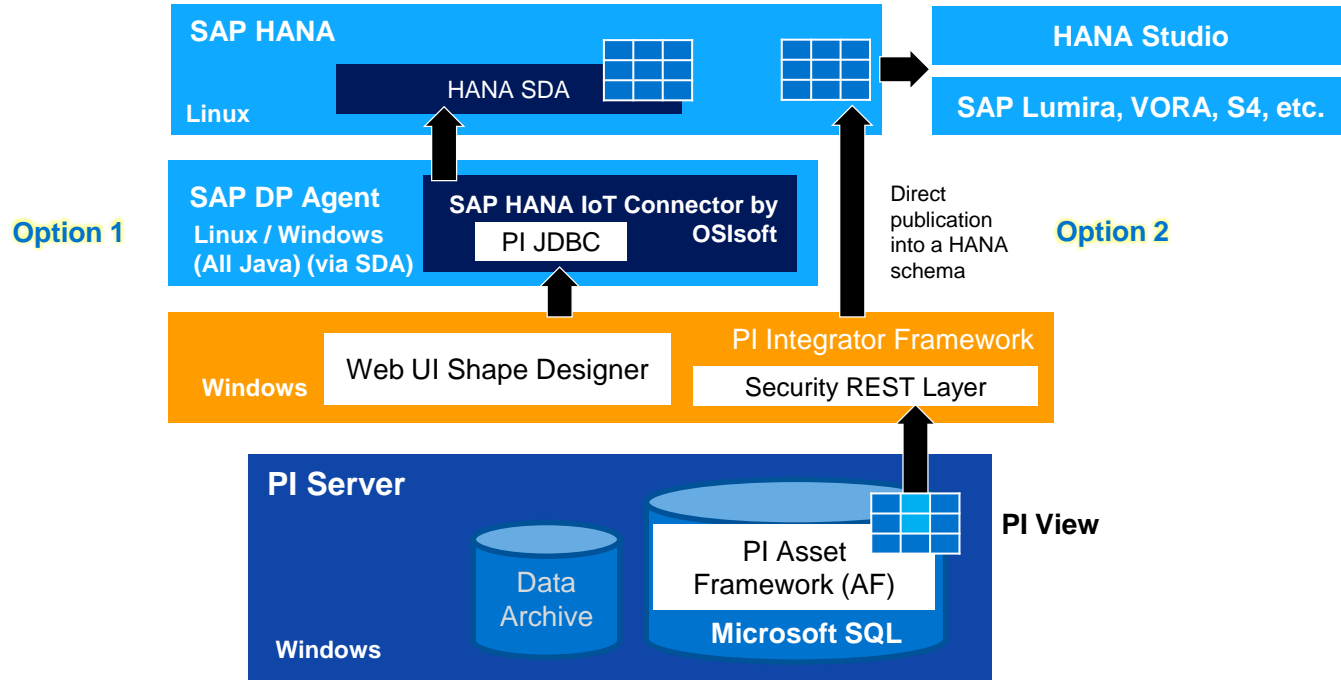 SAP HANA
HANA SDA
Linux
HANA Studio
SAP Lumira, VORA, S4, etc.
Option 1
SAP DP Agent
Linux / Windows
(All Java) (via SDA)
SAP HANA IoT Connector by
OSIsoft
PI JDBC
Direct
publication
into a HANA
schema
Option 2
Windows
Web UI Shape Designer
PI Integrator Framework
Security REST Layer
PI Server
Data
Archive
PI Asset
Framework (AF)
Microsoft SQL
PI View
Windows